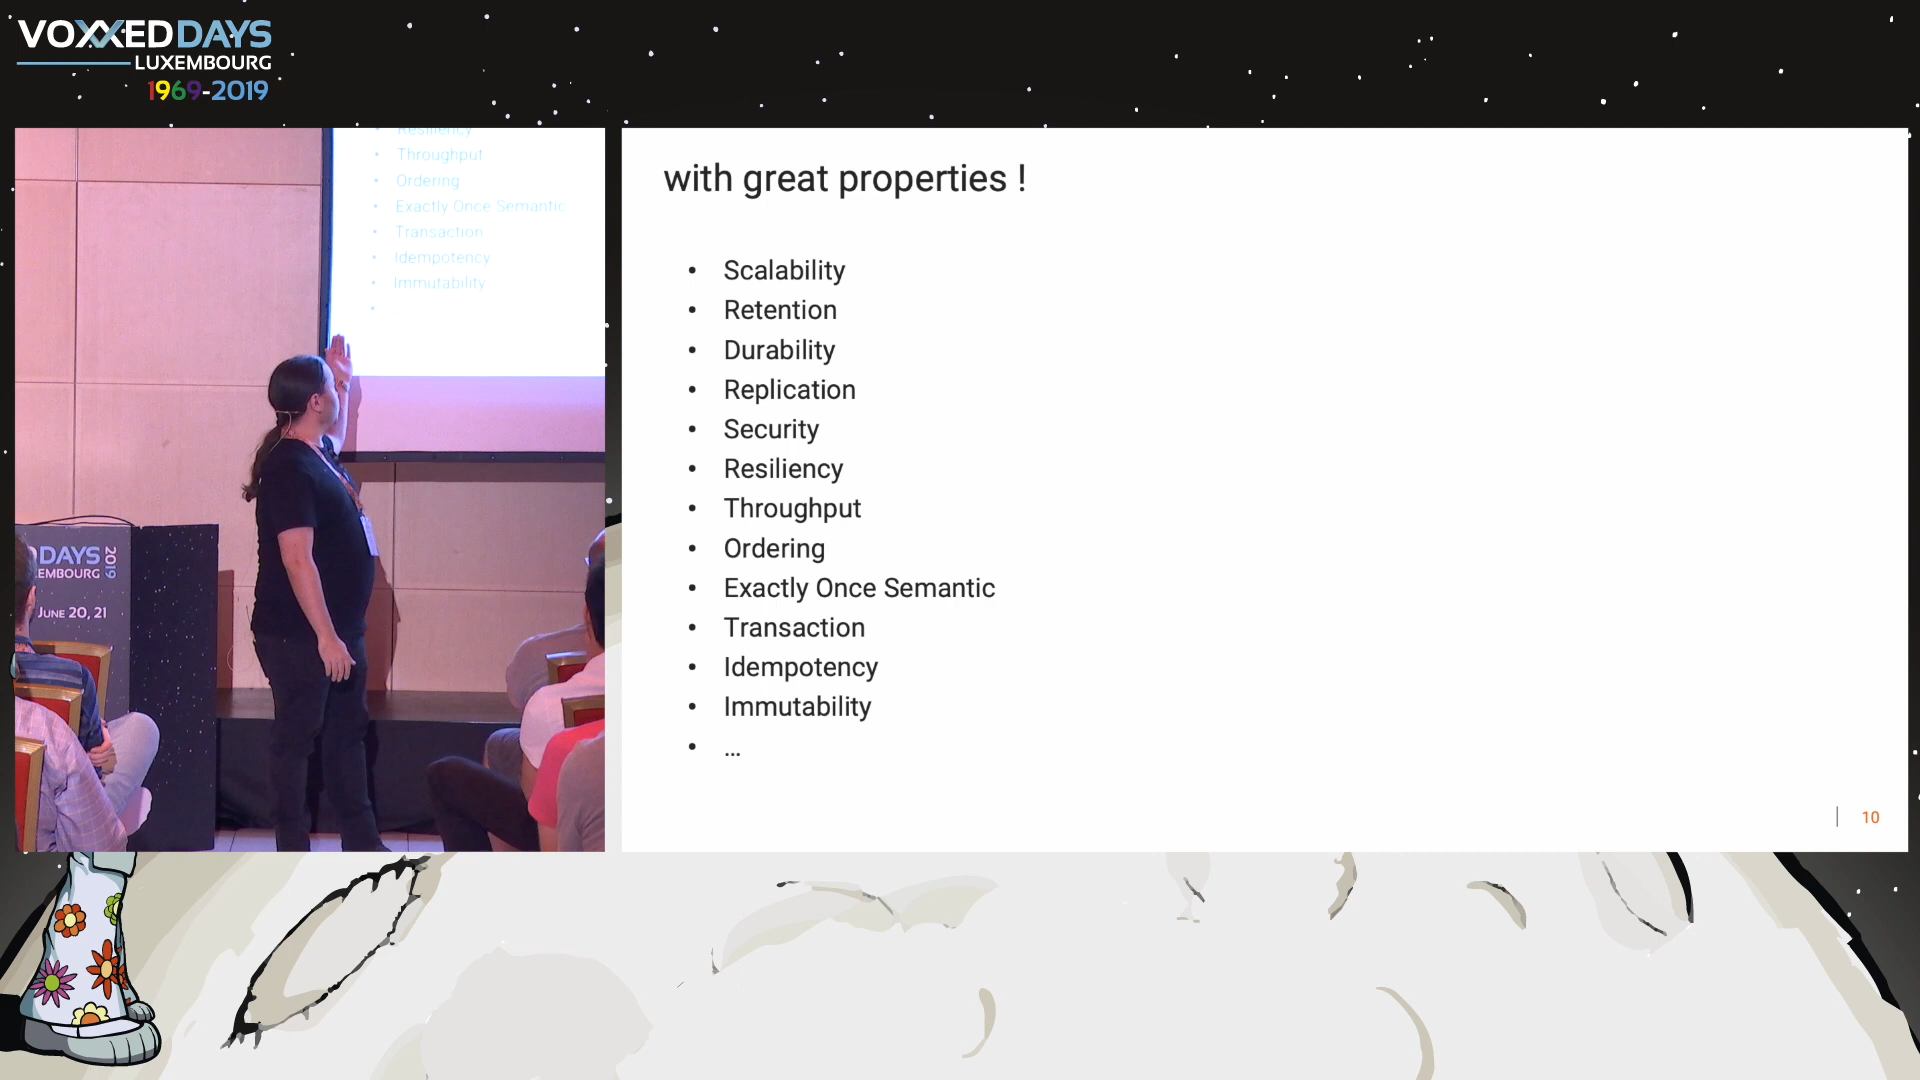 VOXXEDDAYS
LUXEMBOURG
1969-2019
Resiliency
• Throughput
• Ordering
• Exactly Once Semantic
• Transaction
• Idempotency
• Immutability
•
DAYS
EMBOURG
2019
JUNE 20, 21
with great properties !
• Scalability
• Retention
• Durability
• Replication
• Security
• Resiliency
• Throughput
• Ordering
• Exactly Once Semantic
• Transaction
• Idempotency
• Immutability
• ...
10